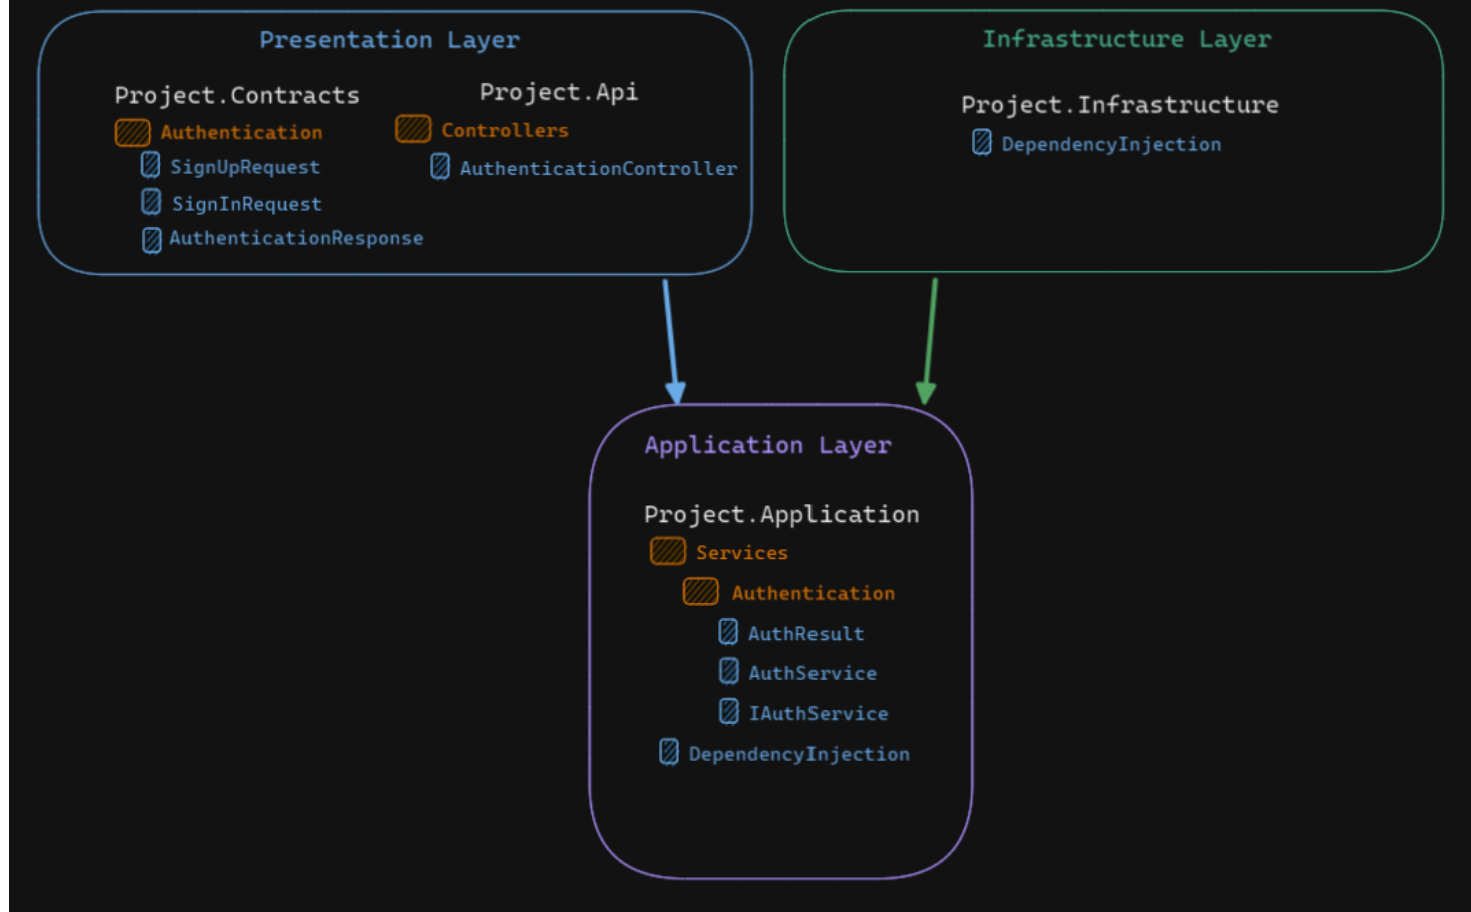 Presentation Layer
Project.Contracts
Authentication
SignUpRequest
SignInRequest
AuthenticationResponse
Project.Api
Controllers
AuthenticationController
Infrastructure Layer
Project.Infrastructure
DependencyInjection
Application Layer
Project.Application
Services
Authentication
AuthResult
AuthService
IAuthService
DependencyInjection